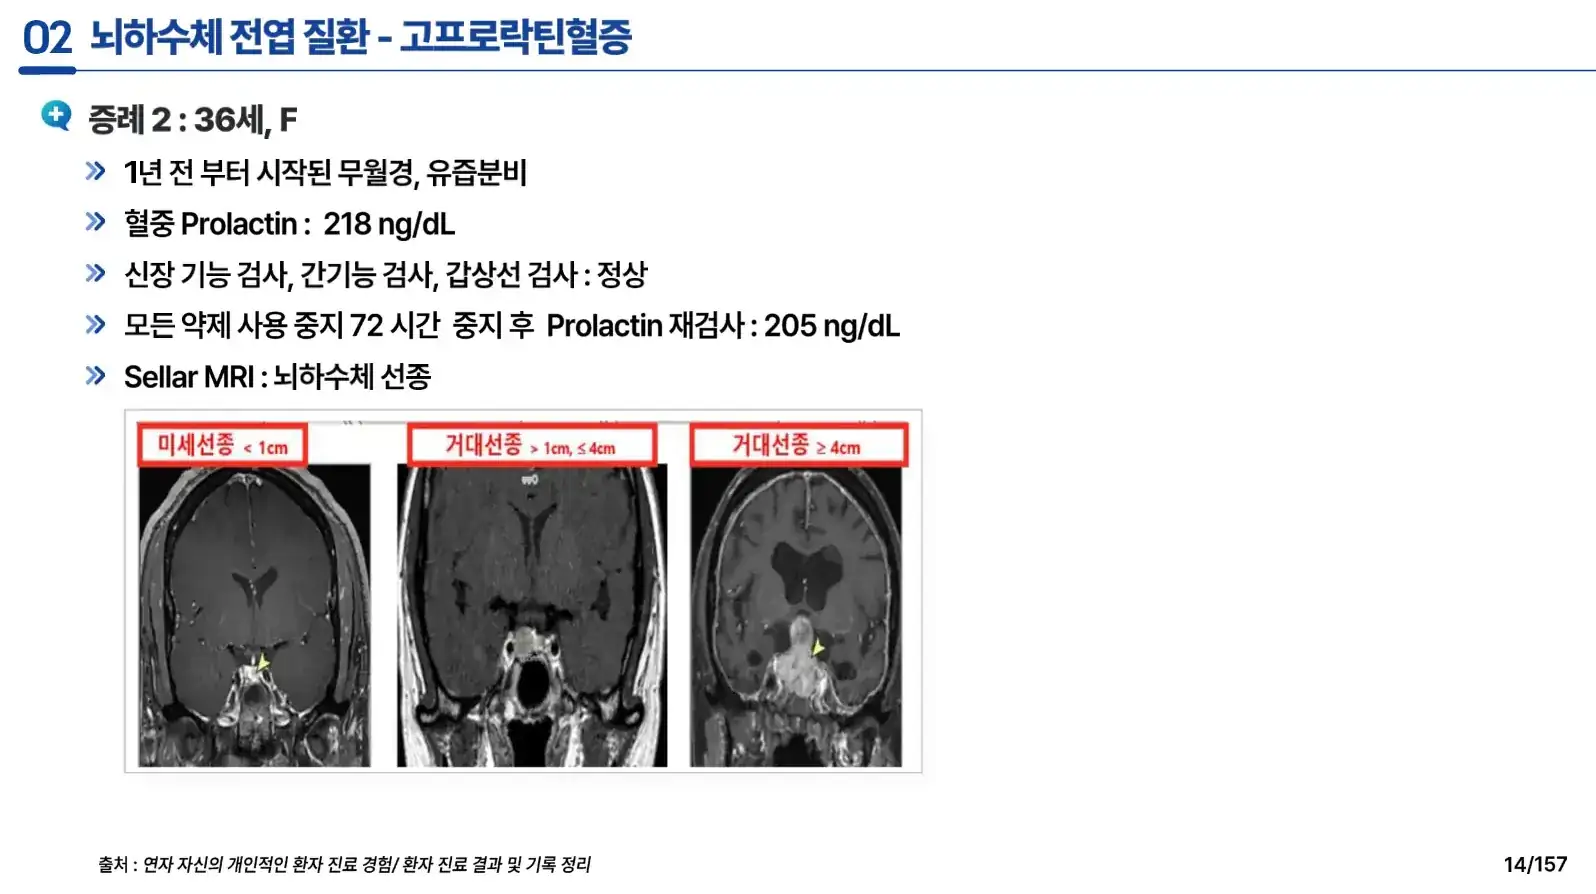 02 뇌하수체 전엽 질환 - 고프로락틴혈증
증례 2 : 36세, F
1년 전 부터 시작된 무월경, 유즙분비
혈중 Prolactin : 218 ng/dL
신장 기능 검사, 간기능 검사, 갑상선 검사 : 정상
모든 약제 사용 중지 72 시간 중지 후 Prolactin 재검사 : 205 ng/dL
Sellar MRI : 뇌하수체 선종
미세선종 < 1cm
거대선종 > 1cm, ≤ 4cm
거대선종 ≥ 4cm
출처 : 연자 자신의 개인적인 환자 진료 경험/ 환자 진료 결과 및 기록 정리
14/157